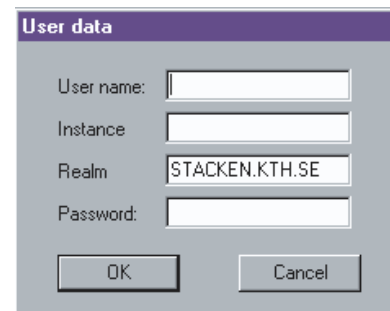 User data
User name:
Instance
Realm STACKEN.KTH.SE
Password:
OK Cancel